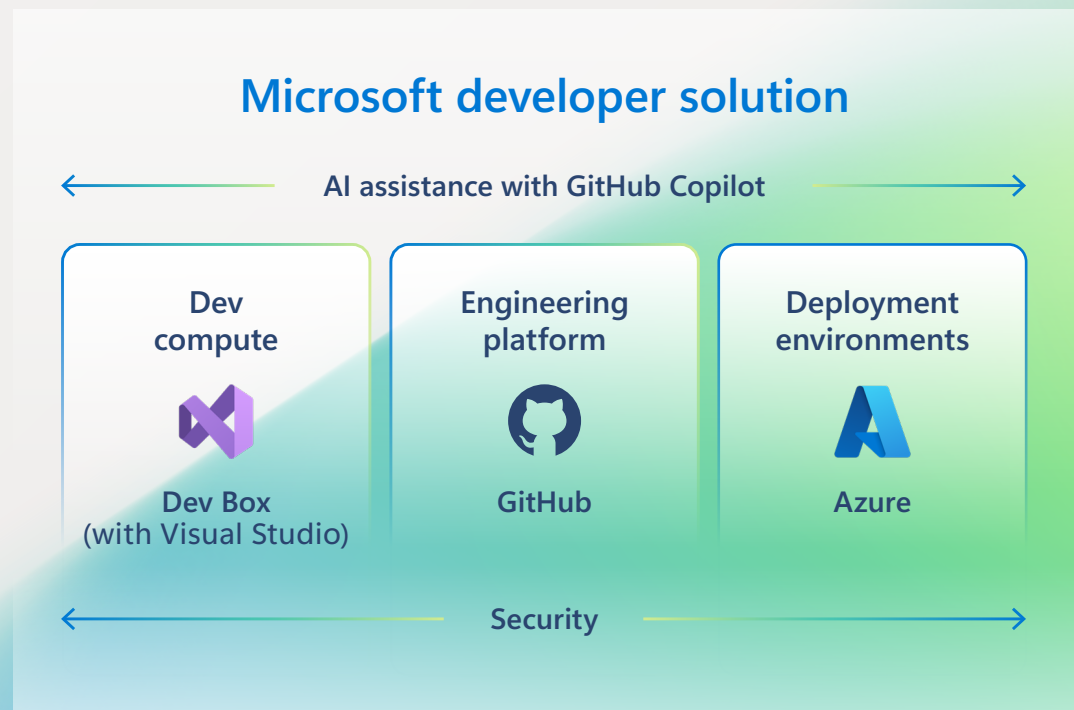 Microsoft developer solution
AI assistance with GitHub Copilot
Dev
compute
Dev Box
(with Visual Studio)
Engineering
platform
GitHub
Deployment
environments
Azure
Security